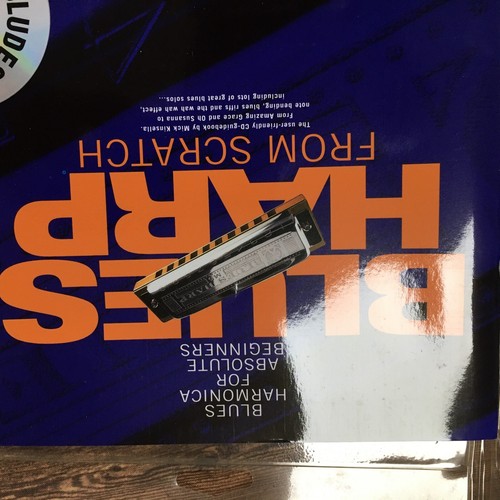 BLUES
HARMONICA
FOR
ABSOLUTE
BEGINNERS
BLUES
HARP
FROM SCRATCH
The user-friendly CD-guidebook by Mick Kinsella.
From Amazing Grace and Oh Susanna to
note bending, blues riffs and the wah wah effect,
including lots of great blues solos...
BLUES HARP